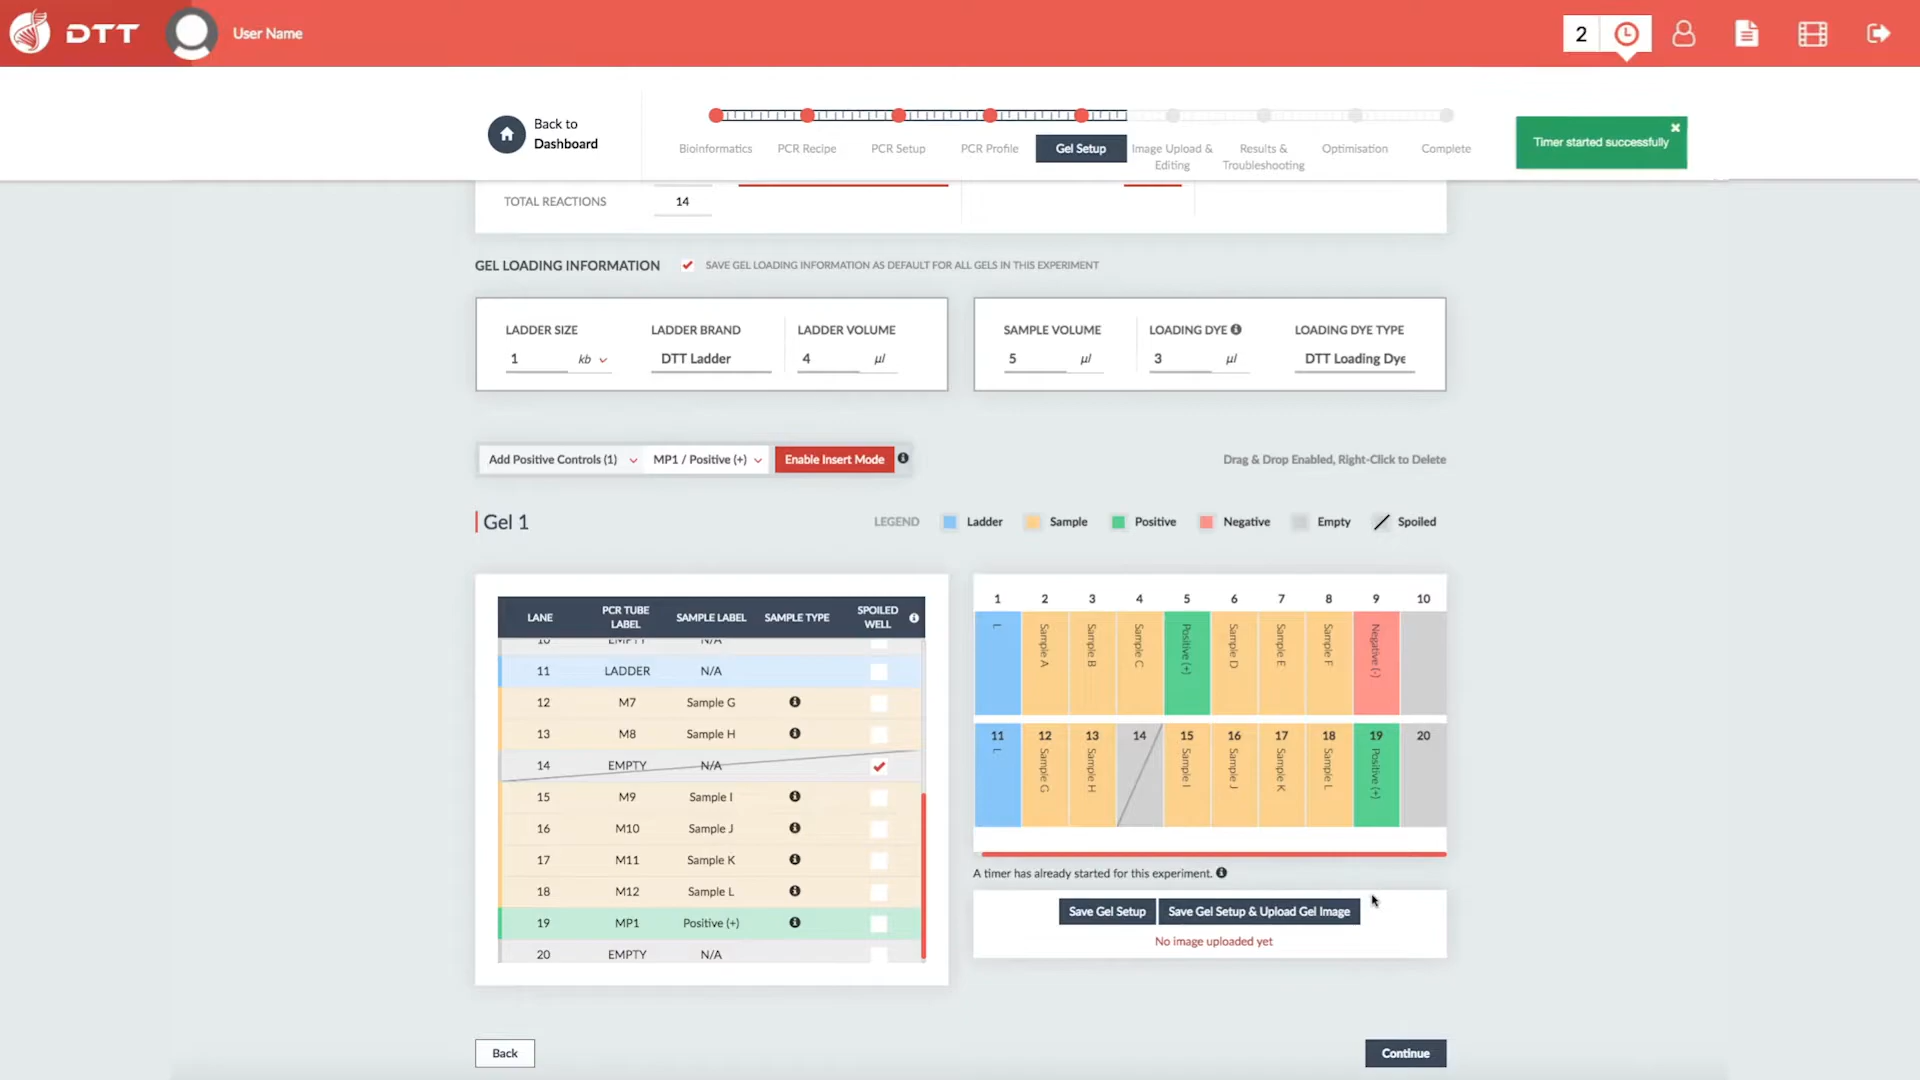 DTT
User Name
2
Back to
Dashboard
Bioinformatics
PCR Recipe
PCR Setup
PCR Profile
Gel Setup
Image Upload &
Editing
Results &
Troubleshooting
Optimisation
Complete
Timer started successfully
TOTAL REACTIONS 14
GEL LOADING INFORMATION
SAVE GEL LOADING INFORMATION AS DEFAULT FOR ALL GELS IN THIS EXPERIMENT
LADDER SIZE LADDER BRAND LADDER VOLUME
1 kb DTT Ladder 4 µl
SAMPLE VOLUME LOADING DYE LOADING DYE TYPE
5 µl 3 µl DTT Loading Dye
Add Positive Controls (1) MP1 / Positive (+) Enable Insert Mode
Drag & Drop Enabled, Right-Click to Delete
Gel 1
LEGEND Ladder Sample Positive Negative Empty Spoiled
LANE PCR TUBE LABEL SAMPLE LABEL SAMPLE TYPE SPOILED WELL
10 EMPTY N/A
11 LADDER N/A
12 M7 Sample G
13 M8 Sample H
14 EMPTY N/A
15 M9 Sample I
16 M10 Sample J
17 M11 Sample K
18 M12 Sample L
19 MP1 Positive (+)
20 EMPTY N/A
1 2 3 4 5 6 7 8 9 10
L Sample A Sample B Sample C Positive (+) Sample D Sample E Sample F Negative (-)
11 12 13 14 15 16 17 18 19 20
L Sample G Sample H Sample I Sample J Sample K Sample L Positive (+)
A timer has already started for this experiment.
Save Gel Setup
Save Gel Setup & Upload Gel Image
No image uploaded yet
Back
Continue